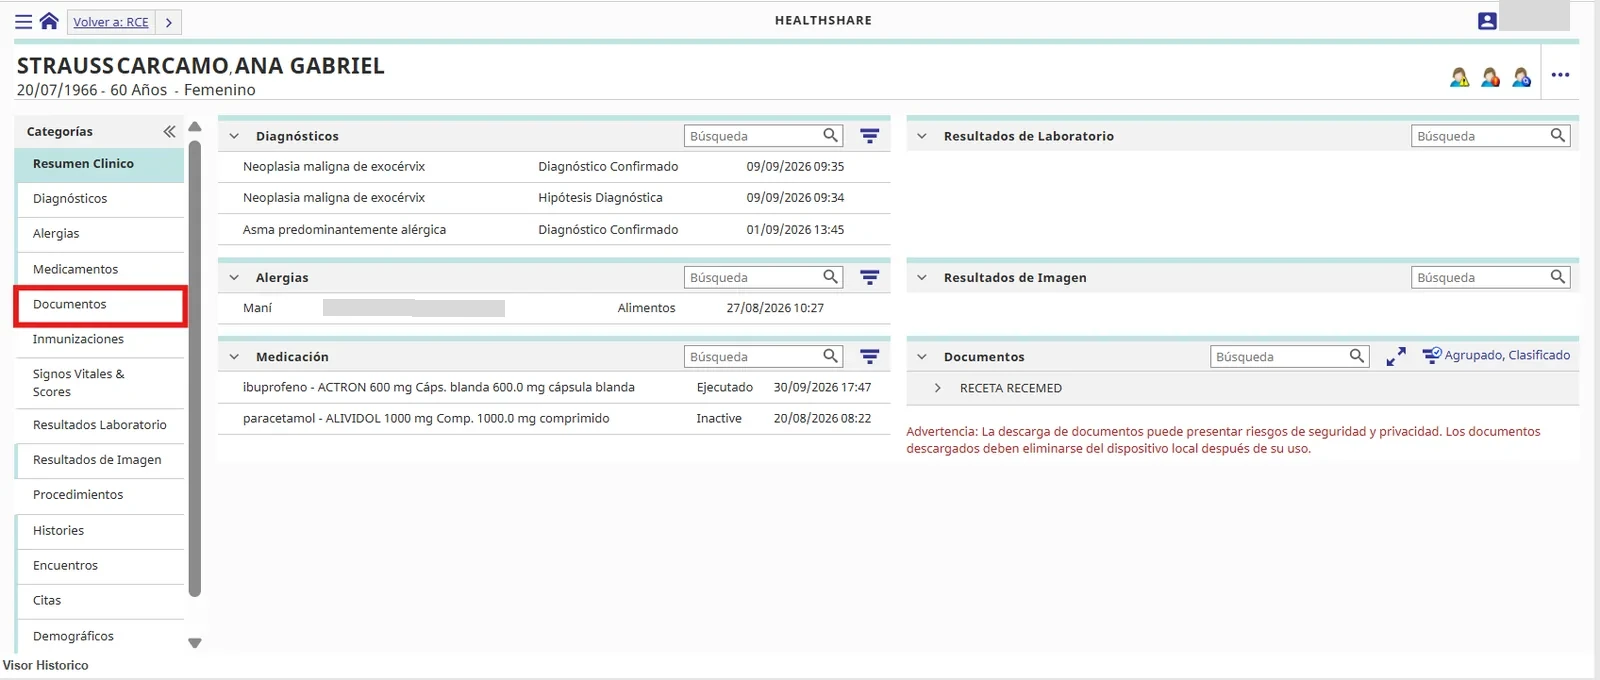 Volver a: RCE
HEALTHSHARE
STRAUSS CARCAMO, ANA GABRIEL
20/07/1966 - 60 Años - Femenino
Categorías
Resumen Clinico
Diagnósticos
Alergias
Medicamentos
Documentos
Inmunizaciones
Signos Vitales &
Scores
Resultados Laboratorio
Resultados de Imagen
Procedimientos
Histories
Encuentros
Citas
Demográficos
Visor Historico
Diagnósticos Búsqueda
Neoplasia maligna de exocérvix Diagnóstico Confirmado 09/09/2026 09:35
Neoplasia maligna de exocérvix Hipótesis Diagnóstica 09/09/2026 09:34
Asma predominantemente alérgica Diagnóstico Confirmado 01/09/2026 13:45
Alergias Búsqueda
Maní Alimentos 27/08/2026 10:27
Medicación Búsqueda
ibuprofeno - ACTRON 600 mg Cáps. blanda 600.0 mg cápsula blanda Ejecutado 30/09/2026 17:47
paracetamol - ALIVIDOL 1000 mg Comp. 1000.0 mg comprimido Inactive 20/08/2026 08:22
Resultados de Laboratorio Búsqueda
Resultados de Imagen Búsqueda
Documentos Búsqueda Agrupado, Clasificado
RECETA RECEMED
Advertencia: La descarga de documentos puede presentar riesgos de seguridad y privacidad. Los documentos
descargados deben eliminarse del dispositivo local después de su uso.